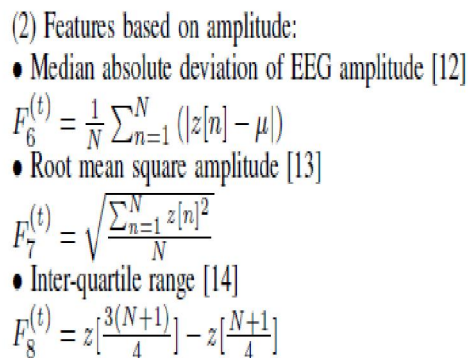 (2) Features based on amplitude:
• Median absolute deviation of EEG amplitude [12]
$F_6^{(t)} = \frac{1}{N} \sum_{n=1}^{N} (|z[n] - \mu|)$
• Root mean square amplitude [13]
$F_7^{(t)} = \sqrt{\frac{\sum_{n=1}^{N} z[n]^2}{N}}$
• Inter-quartile range [14]
$F_8^{(t)} = z[\frac{3(N+1)}{4}] - z[\frac{N+1}{4}]$